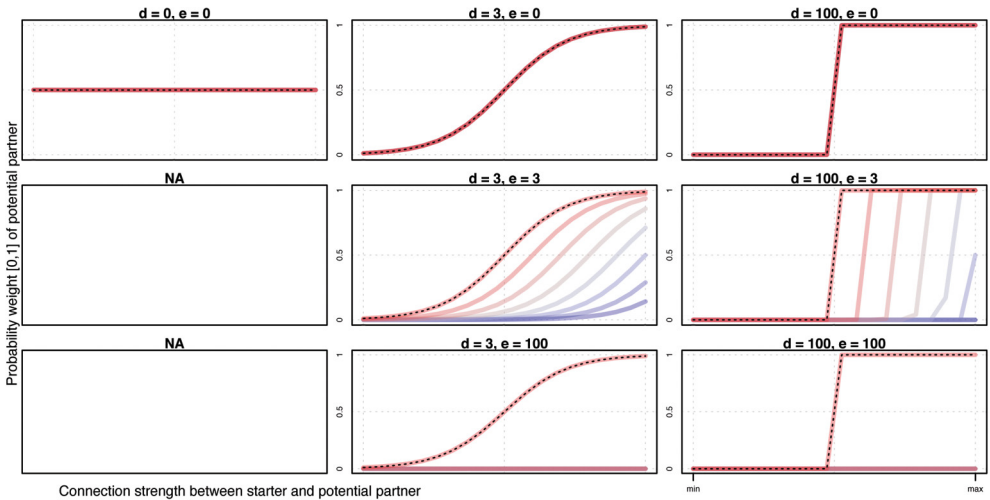 d = 0, e = 0
d = 3, e = 0
d = 100, e = 0
1
0.5
0
1
0.5
0
NA
d = 3, e = 3
d = 100, e = 3
1
0.5
0
1
0.5
0
NA
d = 3, e = 100
d = 100, e = 100
1
0.5
0
1
0.5
0
min
max
Probability weight [0,1] of potential partner
Connection strength between starter and potential partner